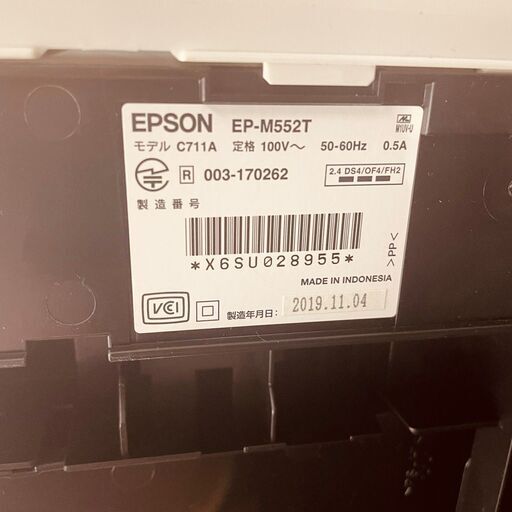 EPSON EP-M552T
モデル C711A 定格 100V～ 50-60Hz 0.5A
R 003-170262
2.4 DS4/OF4/FH2
製造番号
*X6SU028955*
>PP<
MADE IN INDONESIA
VCI
製造年月日: 2019.11.04